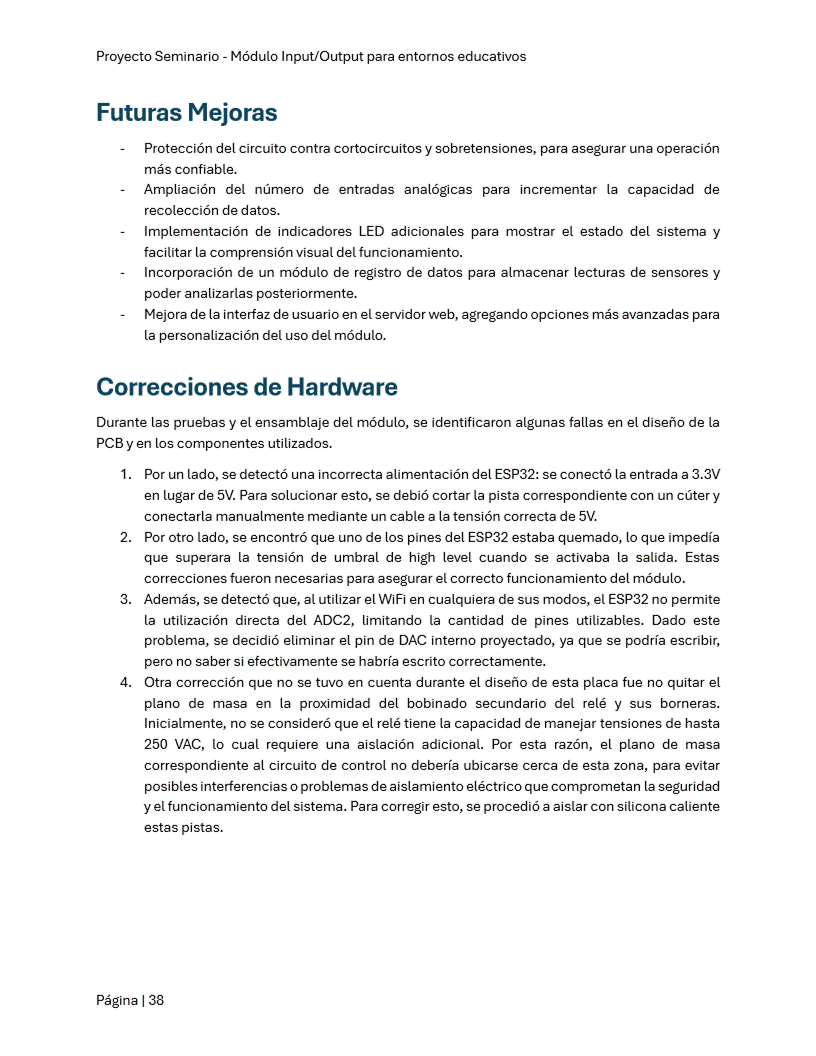 Proyecto Seminario - Módulo Input/Output para entornos educativos
Futuras Mejoras
- Protección del circuito contra cortocircuitos y sobretensiones, para asegurar una operación
más confiable.
- Ampliación del número de entradas analógicas para incrementar la capacidad de
recolección de datos.
- Implementación de indicadores LED adicionales para mostrar el estado del sistema y
facilitar la comprensión visual del funcionamiento.
- Incorporación de un módulo de registro de datos para almacenar lecturas de sensores y
poder analizarlas posteriormente.
- Mejora de la interfaz de usuario en el servidor web, agregando opciones más avanzadas para
la personalización del uso del módulo.
Correcciones de Hardware
Durante las pruebas y el ensamblaje del módulo, se identificaron algunas fallas en el diseño de la
PCB y en los componentes utilizados.
1. Por un lado, se detectó una incorrecta alimentación del ESP32: se conectó la entrada a 3.3V
en lugar de 5V. Para solucionar esto, se debió cortar la pista correspondiente con un cúter y
conectarla manualmente mediante un cable a la tensión correcta de 5V.
2. Por otro lado, se encontró que uno de los pines del ESP32 estaba quemado, lo que impedía
que superara la tensión de umbral de high level cuando se activaba la salida. Estas
correcciones fueron necesarias para asegurar el correcto funcionamiento del módulo.
3. Además, se detectó que, al utilizar el WiFi en cualquiera de sus modos, el ESP32 no permite
la utilización directa del ADC2, limitando la cantidad de pines utilizables. Dado este
problema, se decidió eliminar el pin de DAC interno proyectado, ya que se podría escribir,
pero no saber si efectivamente se habría escrito correctamente.
4. Otra corrección que no se tuvo en cuenta durante el diseño de esta placa fue no quitar el
plano de masa en la proximidad del bobinado secundario del relé y sus borneras.
Inicialmente, no se consideró que el relé tiene la capacidad de manejar tensiones de hasta
250 VAC, lo cual requiere una aislación adicional. Por esta razón, el plano de masa
correspondiente al circuito de control no debería ubicarse cerca de esta zona, para evitar
posibles interferencias o problemas de aislamiento eléctrico que comprometan la seguridad
y el funcionamiento del sistema. Para corregir esto, se procedió a aislar con silicona caliente
estas pistas.
Página | 38